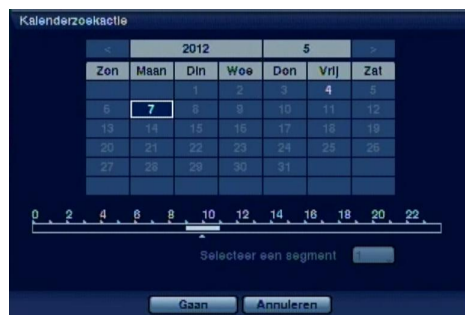 Kalenderzoekactie
< 2012 5 >
Zon Maan Din Woe Don Vrij Zat
1 2 3 4 5
6 7 8 9 10 11 12
13 14 15 16 17 18 19
20 21 22 23 24 25 26
27 28 29 30 31
0 2 4 6 8 10 12 14 16 18 20 22
Selecteer een segment 1
Gaan Annuleren